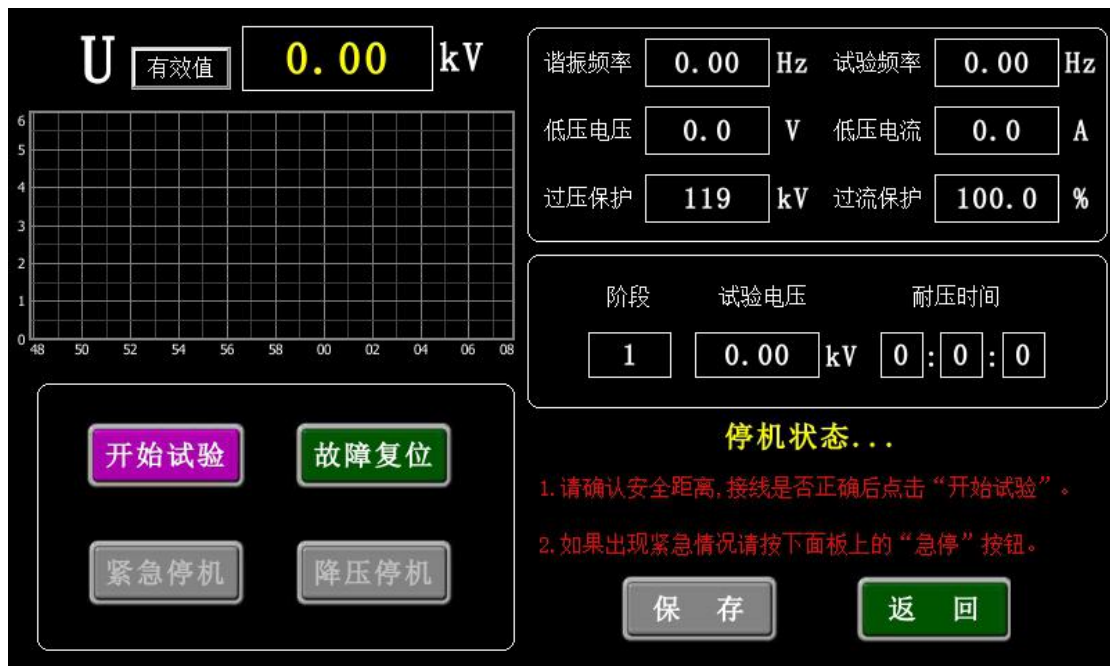 U 有效值 0.00 kV
6
5
4
3
2
1
0
48 50 52 54 56 58 00 02 04 06 08
谐振频率 0.00 Hz 试验频率 0.00 Hz
低压电压 0.0 V 低压电流 0.0 A
过压保护 119 kV 过流保护 100.0 %
阶段 试验电压 耐压时间
1 0.00 kV 0 : 0 : 0
开始试验 故障复位
紧急停机 降压停机
停机状态...
1.请确认安全距离,接线是否正确后点击“开始试验”。
2.如果出现紧急情况请按下面板上的“急停”按钮。
保 存 返 回